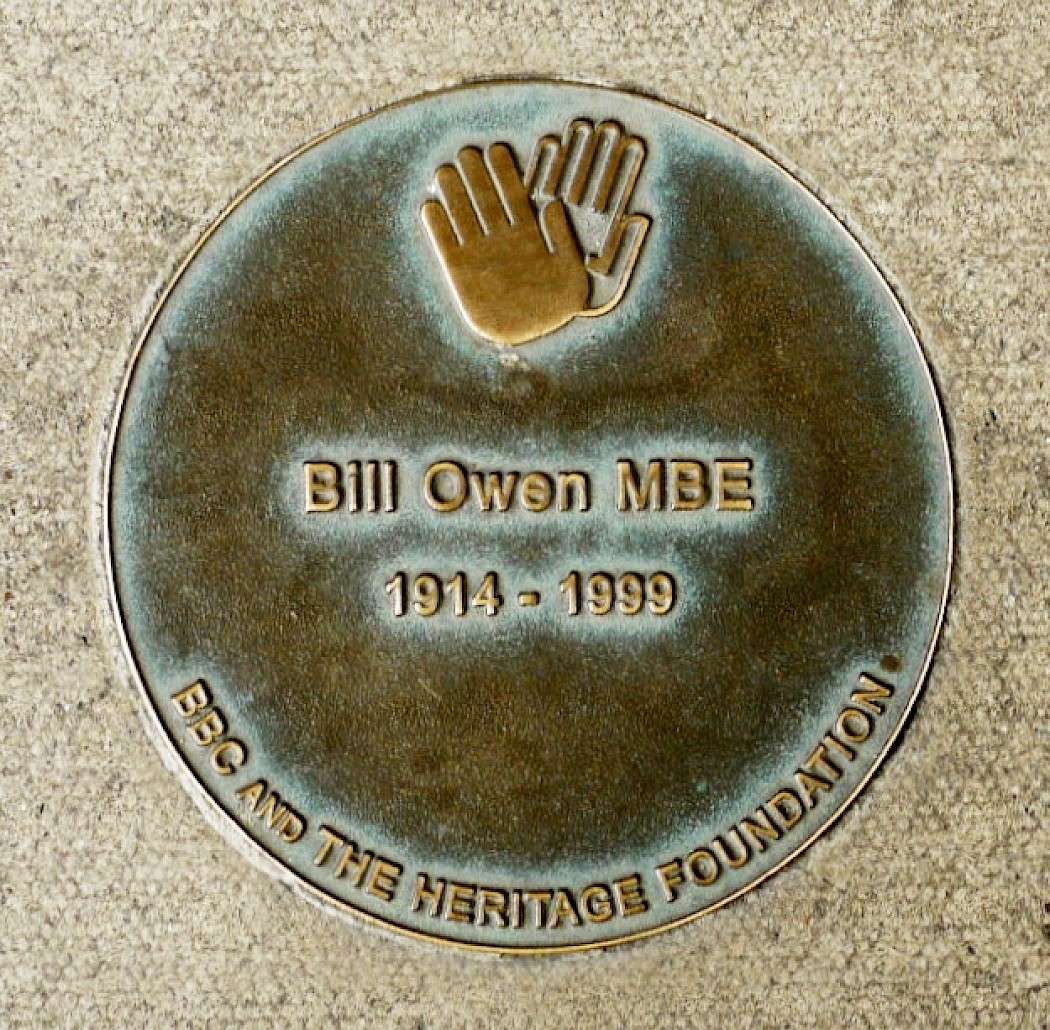 Bill Owen MBE
1914 - 1999
BBC AND THE HERITAGE FOUNDATION.